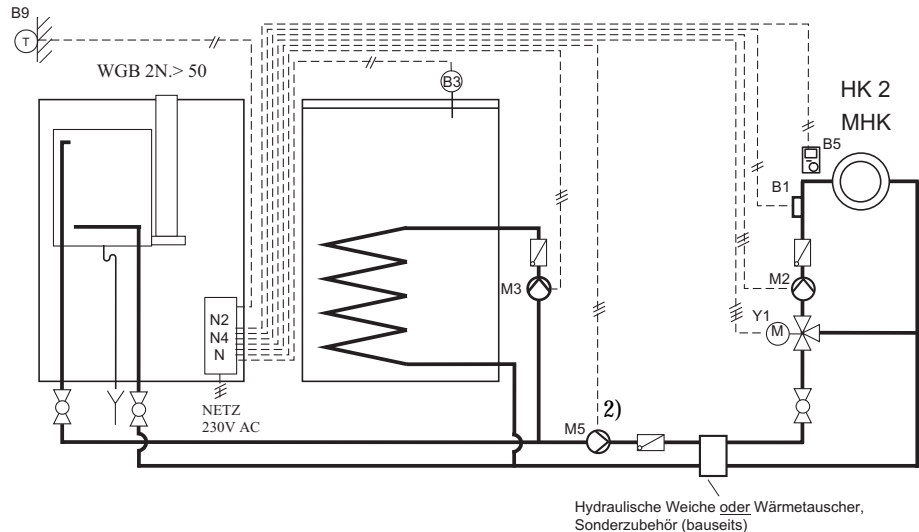 B9
T
WGB 2N.> 50
B3
HK 2
MHK
B5
B1
N2
N4
N
M3
M2
Y1
M
NETZ
230V AC
2)
M5
Hydraulische Weiche oder Wärmetauscher,
Sonderzubehör (bauseits)